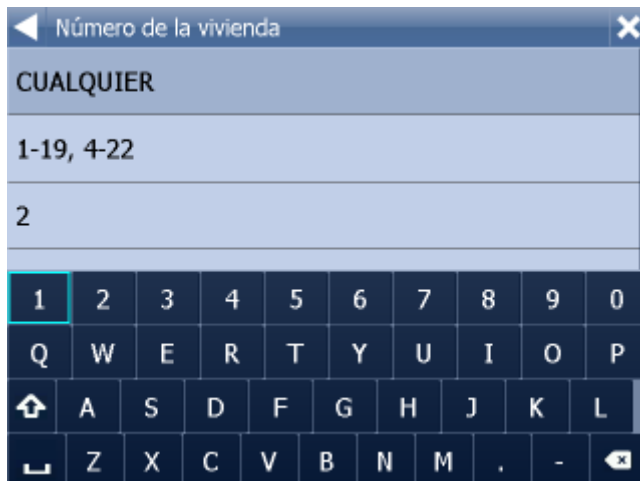 Número de la vivienda
CUALQUIER
1-19, 4-22
2
1 2 3 4 5 6 7 8 9 0
Q W E R T Y U I O P
A S D F G H J K L
Z X C V B N M . -